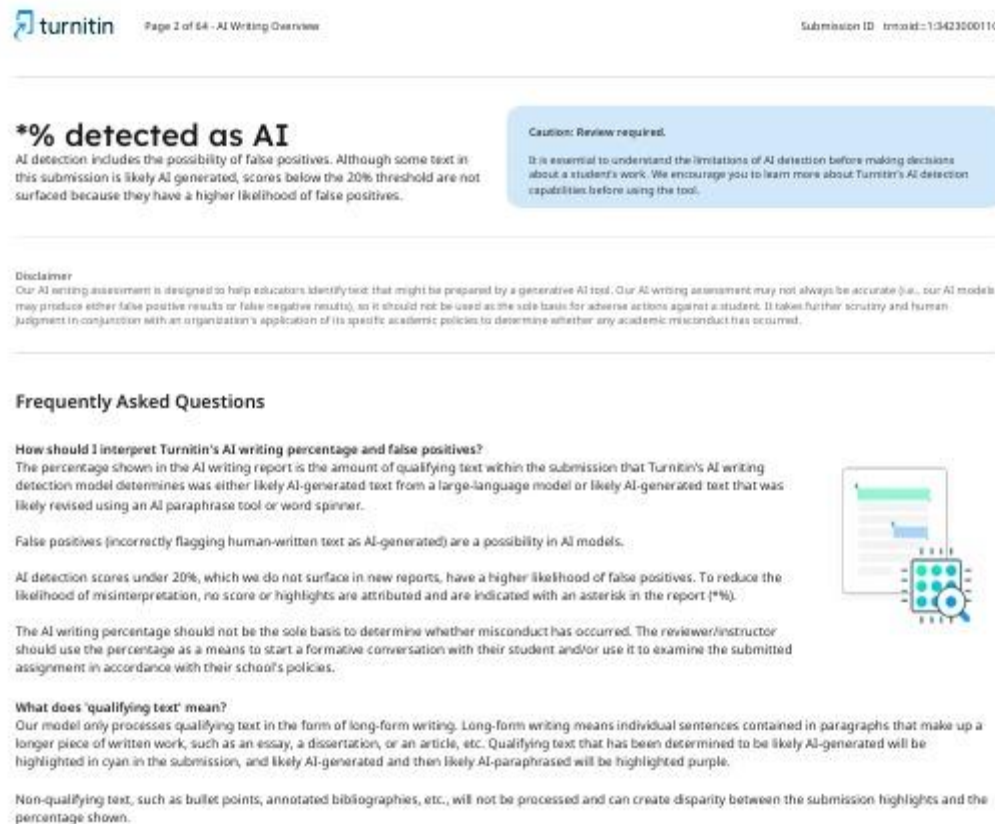 turnitin Page 2 of 64 - AI Writing Overview Submission ID trn:oid:::1:342300011
*% detected as AI
AI detection includes the possibility of false positives. Although some text in
this submission is likely AI generated, scores below the 20% threshold are not
surfaced because they have a higher likelihood of false positives.
Caution: Review required.
It is essential to understand the limitations of AI detection before making decisions
about a student's work. We encourage you to learn more about Turnitin's AI detection
capabilities before using the tool.
Disclaimer
Our AI writing assessment is designed to help educators identify text that might be prepared by a generative AI tool. Our AI writing assessment may not always be accurate (i.e., our AI models
may produce either false positive results or false negative results), so it should not be used as the sole basis for adverse actions against a student. It takes further scrutiny and human
judgment in conjunction with an organization's application of its specific academic policies to determine whether any academic misconduct has occurred.
Frequently Asked Questions
How should I interpret Turnitin's AI writing percentage and false positives?
The percentage shown in the AI writing report is the amount of qualifying text within the submission that Turnitin's AI writing
detection model determines was either likely AI-generated text from a large-language model or likely AI-generated text that was
likely revised using an AI paraphrase tool or word spinner.
False positives (incorrectly flagging human-written text as AI-generated) are a possibility in AI models.
AI detection scores under 20%, which we do not surface in new reports, have a higher likelihood of false positives. To reduce the
likelihood of misinterpretation, no score or highlights are attributed and are indicated with an asterisk in the report (*%).
The AI writing percentage should not be the sole basis to determine whether misconduct has occurred. The reviewer/instructor
should use the percentage as a means to start a formative conversation with their student and/or use it to examine the submitted
assignment in accordance with their school's policies.
What does 'qualifying text' mean?
Our model only processes qualifying text in the form of long-form writing. Long-form writing means individual sentences contained in paragraphs that make up a
longer piece of written work, such as an essay, a dissertation, or an article, etc. Qualifying text that has been determined to be likely AI-generated will be
highlighted in cyan in the submission, and likely AI-generated and then likely AI-paraphrased will be highlighted purple.
Non-qualifying text, such as bullet points, annotated bibliographies, etc., will not be processed and can create disparity between the submission highlights and the
percentage shown.